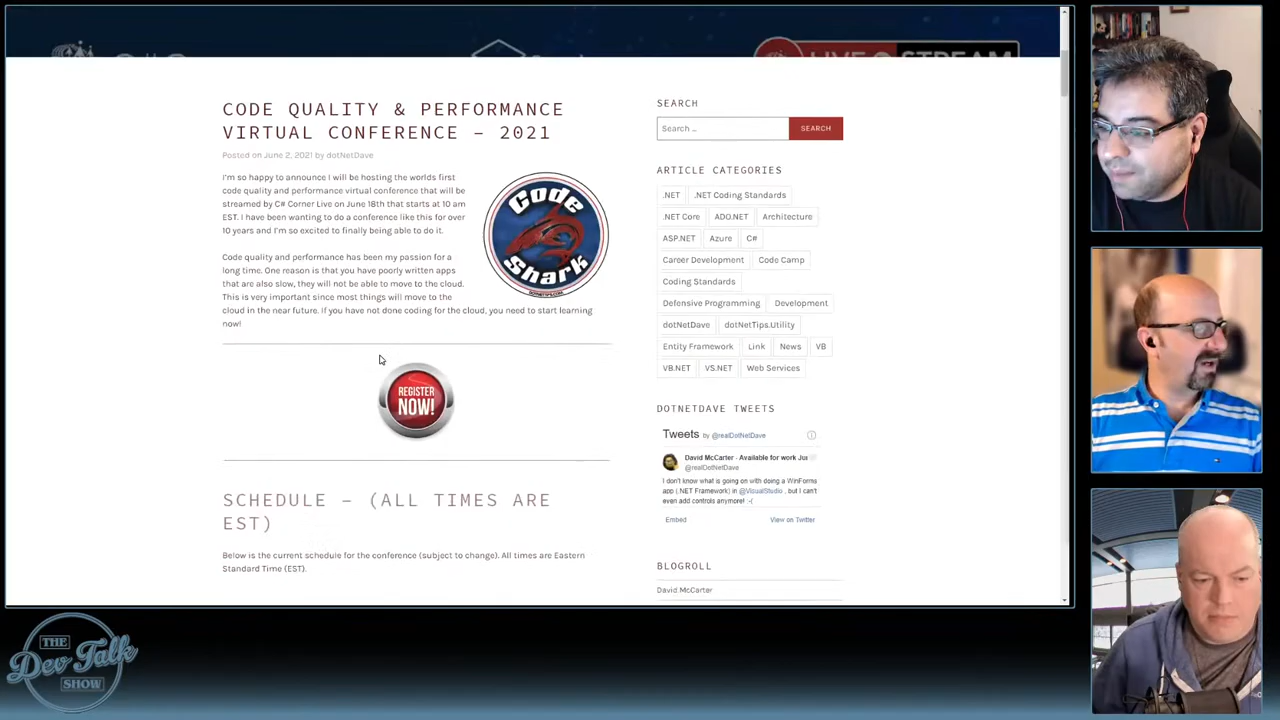 LIVE STREAM
CODE QUALITY & PERFORMANCE
VIRTUAL CONFERENCE – 2021
Posted on June 2, 2021 by dotNetDave
I'm so happy to announce I will be hosting the worlds first
code quality and performance virtual conference that will be
streamed by C# Corner Live on June 18th that starts at 10 am
EST. I have been wanting to do a conference like this for over
10 years and I'm so excited to finally being able to do it.
Code quality and performance has been my passion for a
long time. One reason is that you have poorly written apps
that are also slow, they will not be able to move to the cloud.
This is very important since most things will move to the
cloud in the near future. If you have not done coding for the cloud, you need to start learning
now!
Code
Shark
REGISTER
NOW!
SCHEDULE – (ALL TIMES ARE
EST)
Below is the current schedule for the conference (subject to change). All times are Eastern
Standard Time (EST).
SEARCH
Search …
SEARCH
ARTICLE CATEGORIES
.NET .NET Coding Standards
.NET Core ADO.NET Architecture
ASP.NET Azure C#
Career Development Code Camp
Coding Standards
Defensive Programming Development
dotNetDave dotNetTips.Utility
Entity Framework Link News VB
VB.NET VS.NET Web Services
DOTNETDAVE TWEETS
Tweets by @realDotNetDave
David McCarter - Available for work Jun
@realDotNetDave
I don't know what is going on with doing a WinForms
app (.NET Framework) in @VisualStudio , but I can't
even add controls anymore! :-(
Embed View on Twitter
BLOGROLL
David McCarter
THE
Dev Talk
SHOW